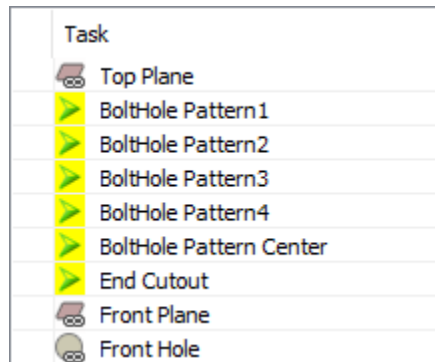 Task
Top Plane
BoltHole Pattern1
BoltHole Pattern2
BoltHole Pattern3
BoltHole Pattern4
BoltHole Pattern Center
End Cutout
Front Plane
Front Hole